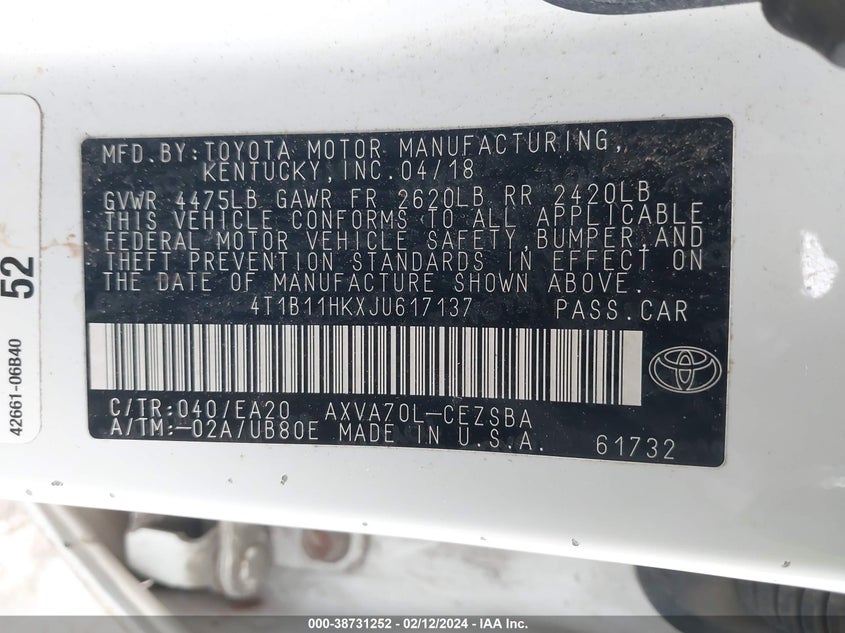 MFD.BY:TOYOTA MOTOR MANUFACTURING,
KENTUCKY,INC.04/18
GVWR 4475LB GAWR FR 2620LB RR 2420LB
THIS VEHICLE CONFORMS TO ALL APPLICABLE
FEDERAL MOTOR VEHICLE SAFETY,BUMPER,AND
THEFT PREVENTION STANDARDS IN EFFECT ON
THE DATE OF MANUFACTURE SHOWN ABOVE.
4T1B11HKXJU617137 PASS.CAR
C/TR:040/EA20 AXVA70L-CEZSBA
A/TM:-02A/UB80E MADE IN U.S.A. 61732
52
42661-06B40
000-38731252 - 02/12/2024 - IAA Inc.